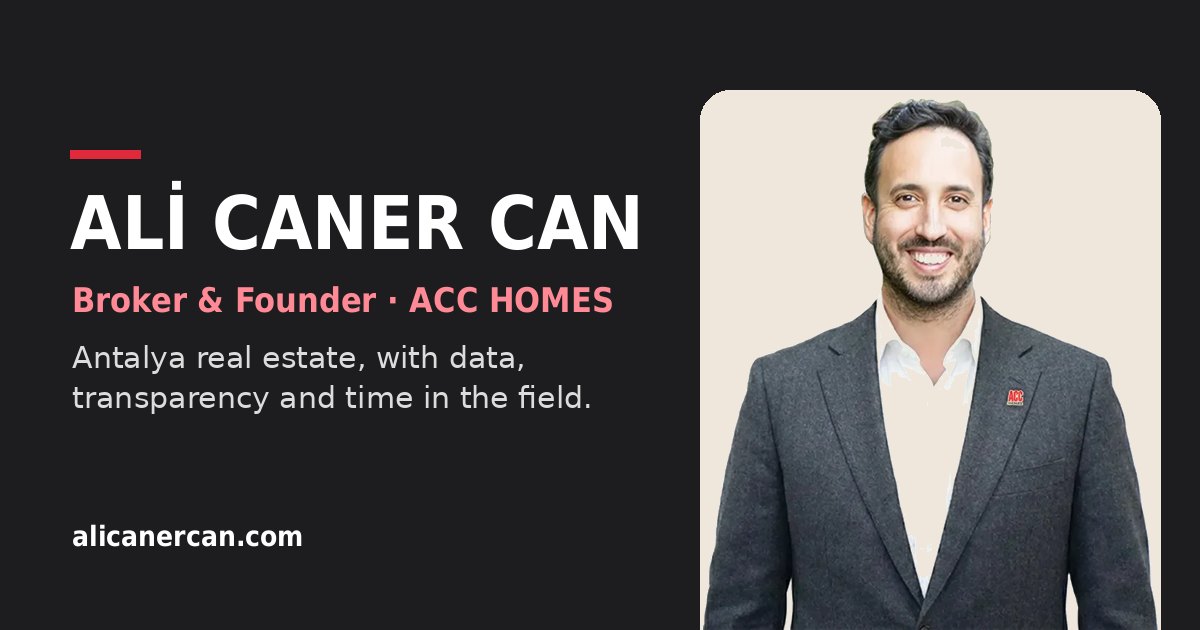 ALİ CANER CAN
Broker & Founder · ACC HOMES
Antalya real estate, with data,
transparency and time in the field.
alicanercan.com
ACC